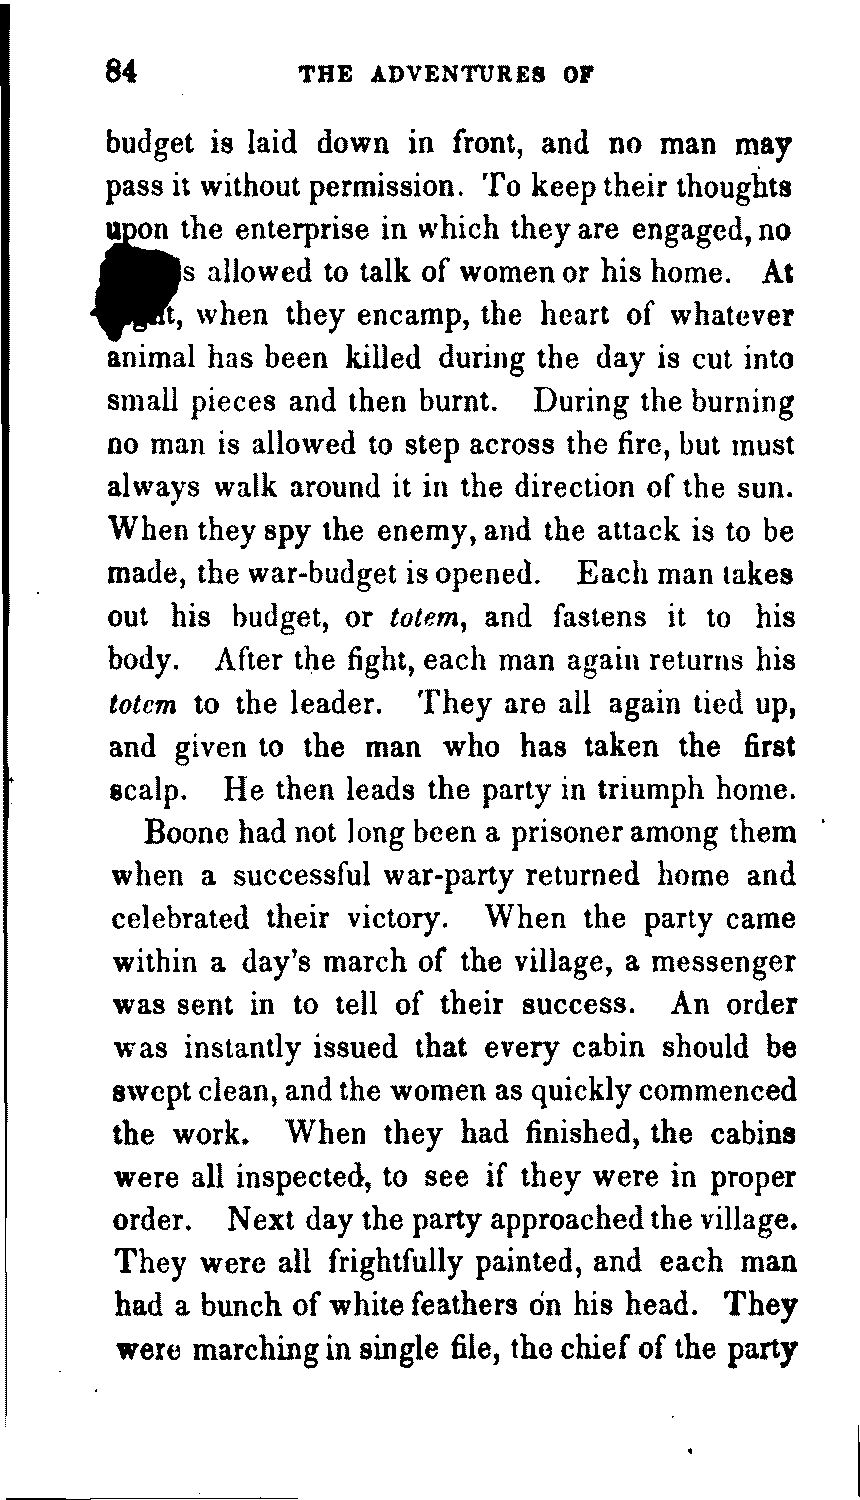 84 THE ADVENTURES OF
budget is laid down in front, and no man may
pass it without permission. To keep their thoughts
upon the enterprise in which they are engaged, no
allowed to talk of women or his home. At
when they encamp, the heart of whatever
animal has been killed during the day is cut into
small pieces and then burnt. During the burning
no man is allowed to step across the fire, but must
always walk around it in the direction of the sun.
When they spy the enemy, and the attack is to be
made, the war-budget is opened. Each man takes
out his budget, or totem, and fastens it to his
body. After the fight, each man again returns his
totem to the leader. They are all again tied up,
and given to the man who has taken the first
scalp. He then leads the party in triumph home.
Boone had not long been a prisoner among them
when a successful war-party returned home and
celebrated their victory. When the party came
within a day's march of the village, a messenger
was sent in to tell of their success. An order
was instantly issued that every cabin should be
swept clean, and the women as quickly commenced
the work. When they had finished, the cabins
were all inspected, to see if they were in proper
order. Next day the party approached the village.
They were all frightfully painted, and each man
had a bunch of white feathers on his head. They
were marching in single file, the chief of the party